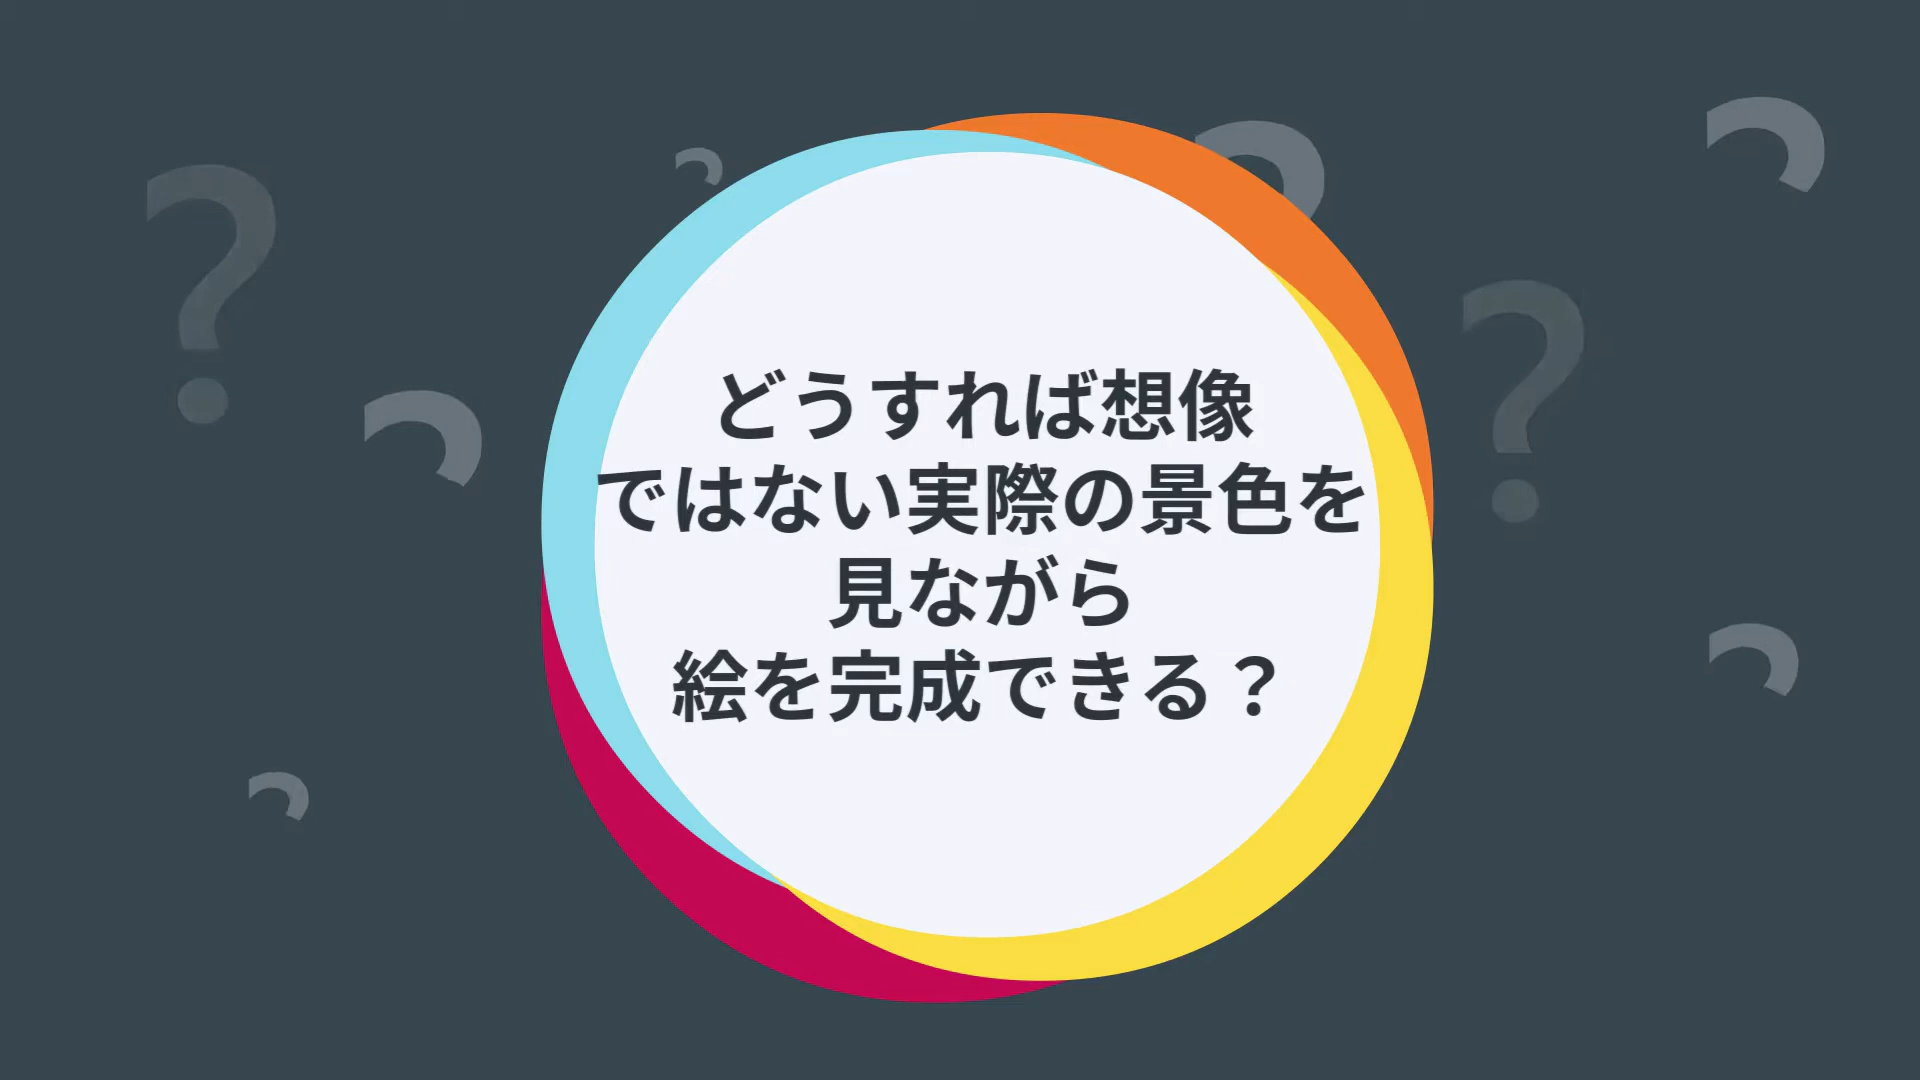 どうすれば想像
ではない実際の景色を
見ながら
絵を完成できる？